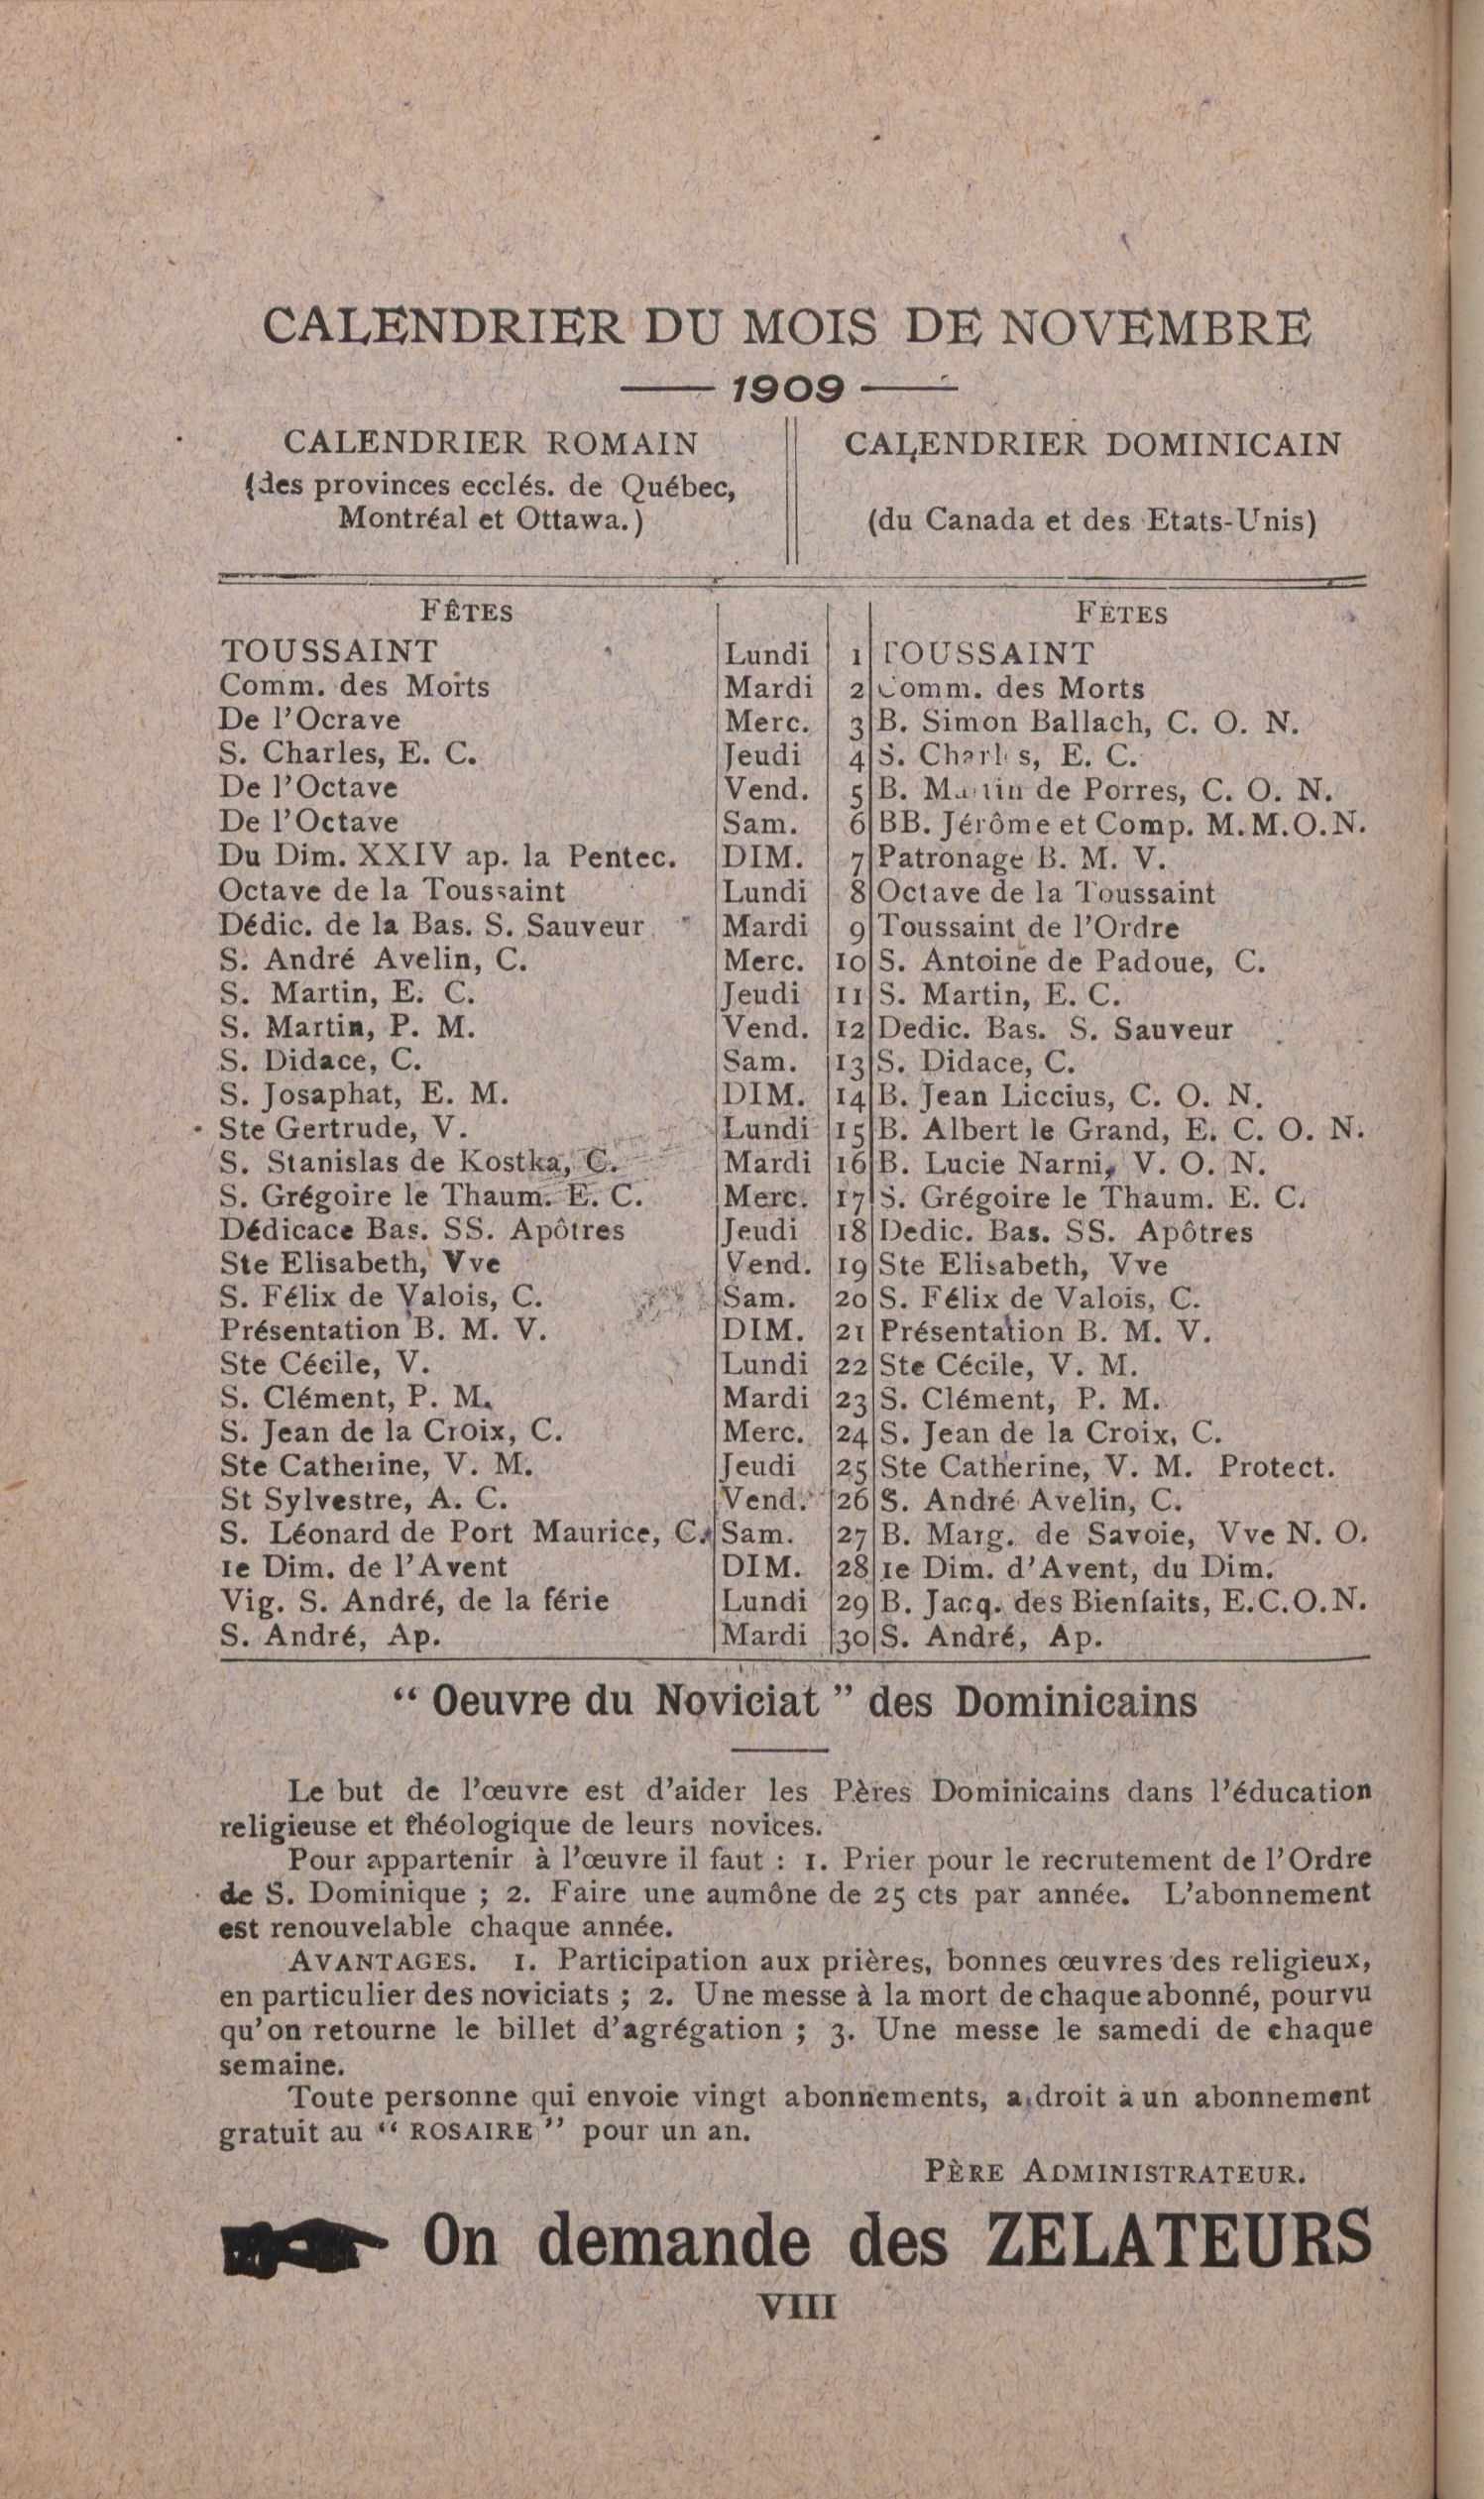 CALENDRIER DU MOIS DE NOVEMBRE
1909
CALENDRIER ROMAIN
(des provinces ecclés. de Québec,
Montréal et Ottawa.)
CALENDRIER DOMINICAIN
(du Canada et des Etats-Unis)
FÊTES FÊTES
TOUSSAINT Lundi 1 TOUSSAINT
Comm. des Morts Mardi 2 Comm. des Morts
De l'Ocrave Merc. 3 B. Simon Ballach, C. O. N.
S. Charles, E. C. Jeudi 4 S. Charles, E. C.
De l'Octave Vend. 5 B. Martin de Porres, C. O. N.
De l'Octave Sam. 6 BB. Jérôme et Comp. M.M.O.N.
Du Dim. XXIV ap. la Pentec. DIM. 7 Patronage B. M. V.
Octave de la Toussaint Lundi 8 Octave de la Toussaint
Dédic. de la Bas. S. Sauveur Mardi 9 Toussaint de l'Ordre
S. André Avelin, C. Merc. 10 S. Antoine de Padoue, C.
S. Martin, E. C. Jeudi 11 S. Martin, E. C.
S. Martin, P. M. Vend. 12 Dedic. Bas. S. Sauveur
S. Didace, C. Sam. 13 S. Didace, C.
S. Josaphat, E. M. DIM. 14 B. Jean Liccius, C. O. N.
Ste Gertrude, V. Lundi 15 B. Albert le Grand, E. C. O. N.
S. Stanislas de Kostka, C. Mardi 16 B. Lucie Narni, V. O. N.
S. Grégoire le Thaum. E. C. Merc. 17 S. Grégoire le Thaum. E. C.
Dédicace Bas. SS. Apôtres Jeudi 18 Dedic. Bas. SS. Apôtres
Ste Elisabeth, Vve Vend. 19 Ste Elisabeth, Vve
S. Félix de Valois, C. Sam. 20 S. Félix de Valois, C.
Présentation B. M. V. DIM. 21 Présentation B. M. V.
Ste Cécile, V. Lundi 22 Ste Cécile, V. M.
S. Clément, P. M. Mardi 23 S. Clément, P. M.
S. Jean de la Croix, C. Merc. 24 S. Jean de la Croix, C.
Ste Catherine, V. M. Jeudi 25 Ste Catherine, V. M. Protect.
St Sylvestre, A. C. Vend. 26 S. André Avelin, C.
S. Léonard de Port Maurice, C. Sam. 27 B. Marg. de Savoie, Vve N. O.
1e Dim. de l'Avent DIM. 28 1e Dim. d'Avent, du Dim.
Vig. S. André, de la férie Lundi 29 B. Jacq. des Bienfaits, E.C.O.N.
S. André, Ap. Mardi 30 S. André, Ap.
“ Oeuvre du Noviciat ” des Dominicains
Le but de l'œuvre est d'aider les Pères Dominicains dans l'éducation
religieuse et théologique de leurs novices.
Pour appartenir à l'œuvre il faut : 1. Prier pour le recrutement de l'Ordre
de S. Dominique ; 2. Faire une aumône de 25 cts par année. L'abonnement
est renouvelable chaque année.
AVANTAGES. 1. Participation aux prières, bonnes œuvres des religieux,
en particulier des noviciats ; 2. Une messe à la mort de chaque abonné, pourvu
qu'on retourne le billet d'agrégation ; 3. Une messe le samedi de chaque
semaine.
Toute personne qui envoie vingt abonnements, a droit à un abonnement
gratuit au “ ROSAIRE ” pour un an.
PÈRE ADMINISTRATEUR.
On demande des ZELATEURS
VIII